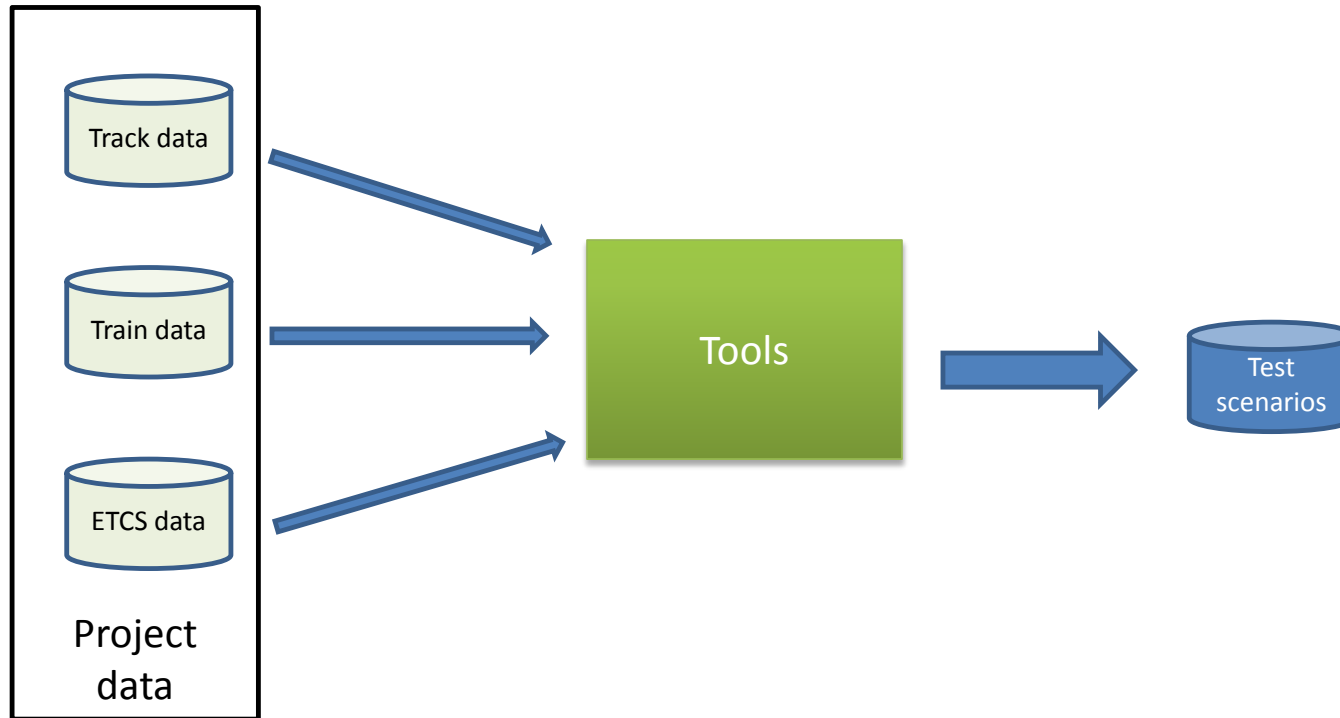 Track data
Train data
ETCS data
Project
data
Tools
Test
scenarios